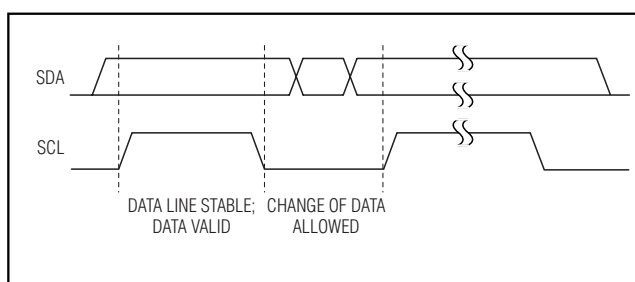 SDA
SCL
DATA LINE STABLE;
DATA VALID
CHANGE OF DATA
ALLOWED